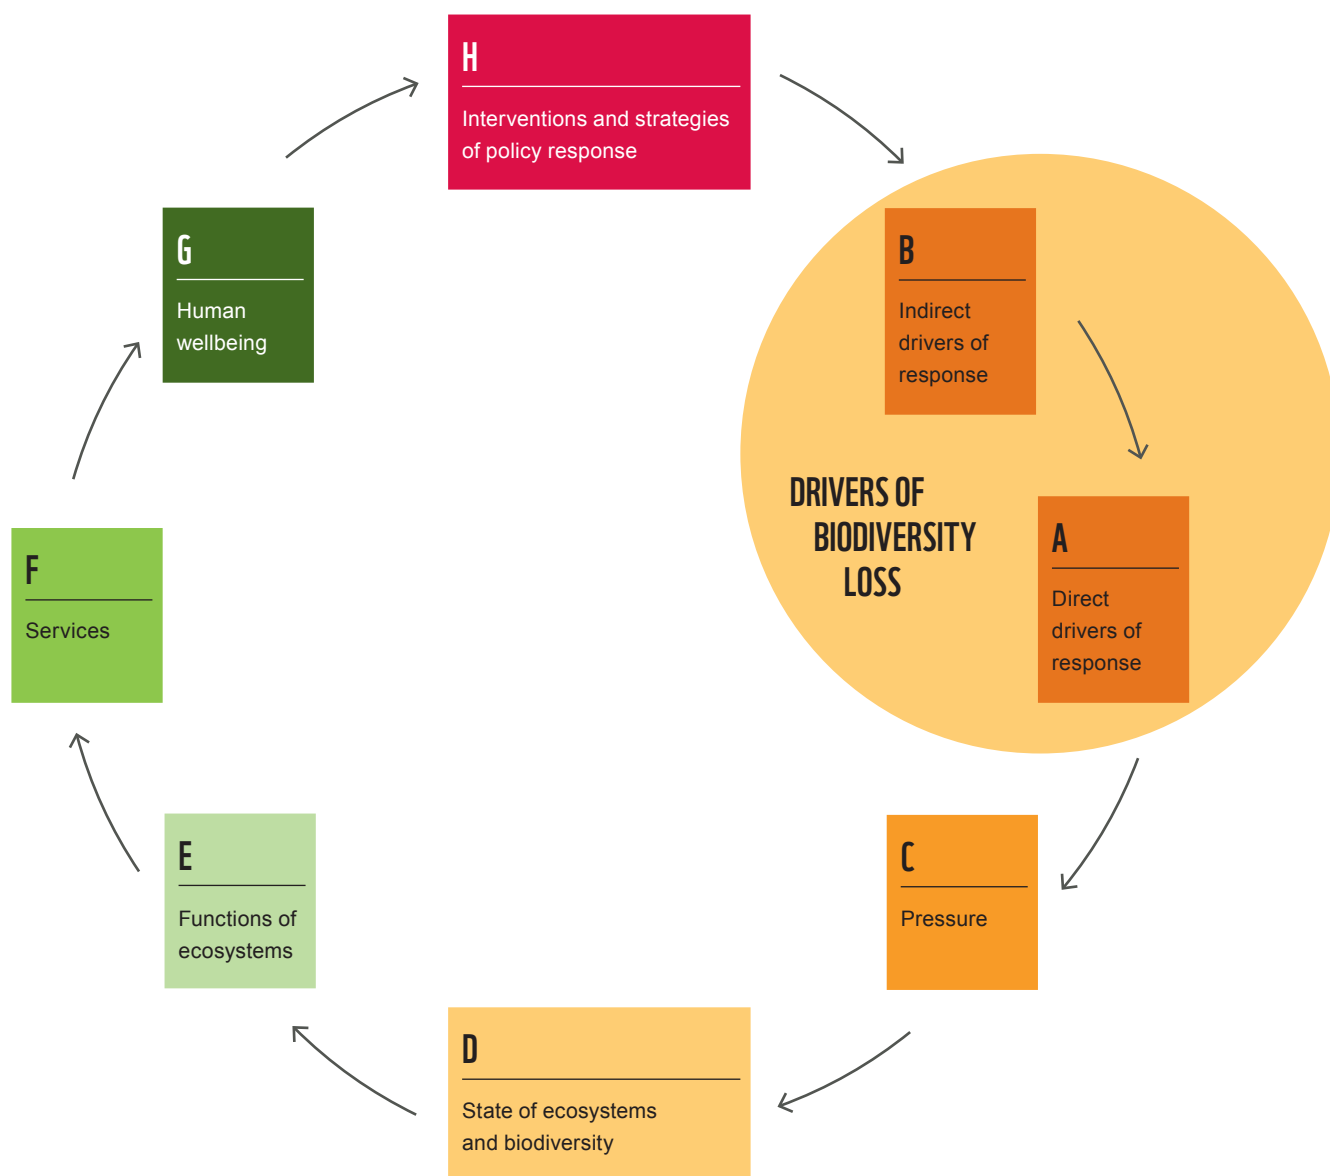 H
Interventions and strategies
of policy response
B
Indirect
drivers of
response
DRIVERS OF
BIODIVERSITY
LOSS
A
Direct
drivers of
response
C
Pressure
D
State of ecosystems
and biodiversity
E
Functions of
ecosystems
F
Services
G
Human
wellbeing